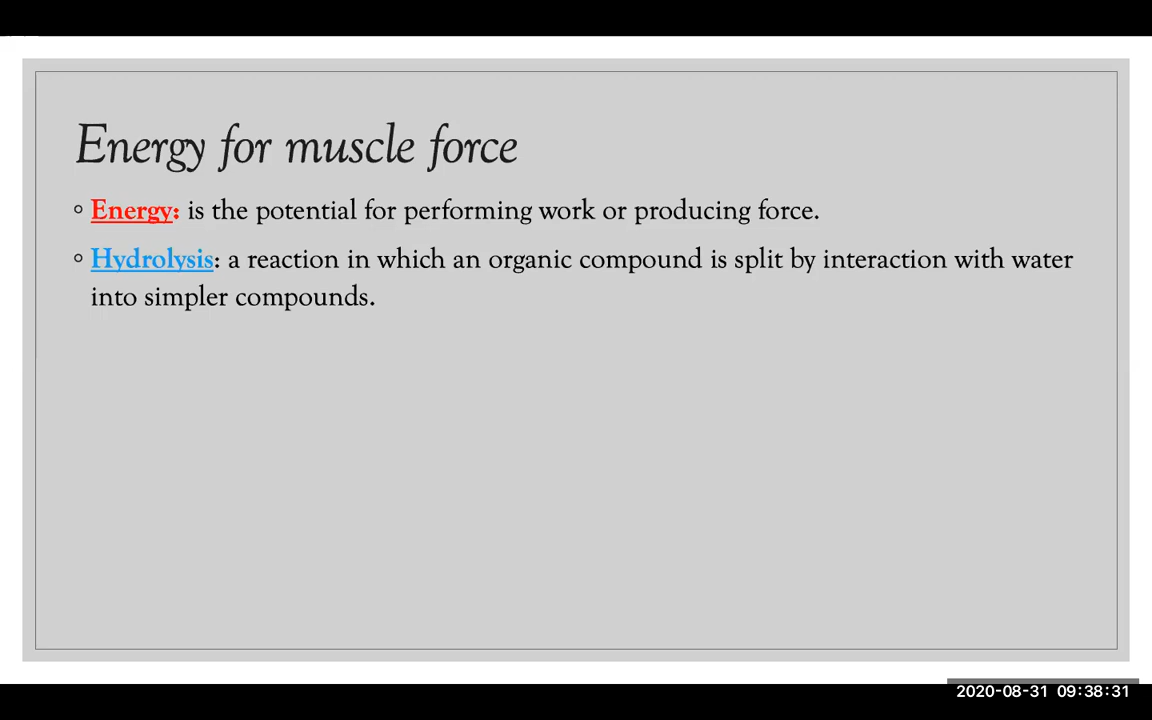 Energy for muscle force
◦ Energy: is the potential for performing work or producing force.
◦ Hydrolysis: a reaction in which an organic compound is split by interaction with water
into simpler compounds.
2020-08-31 09:38:31